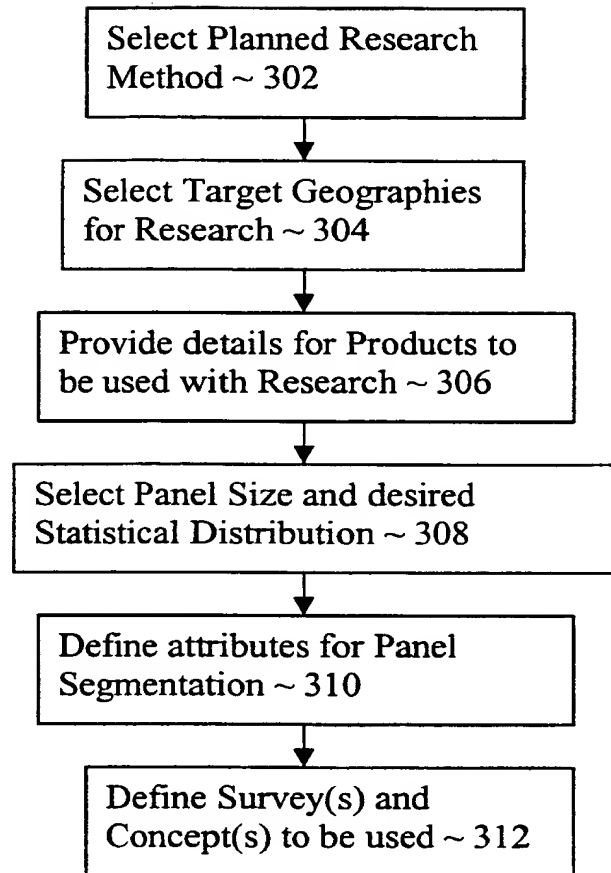 Select Planned Research
Method ~ 302
Select Target Geographies
for Research ~ 304
Provide details for Products to
be used with Research ~ 306
Select Panel Size and desired
Statistical Distribution ~ 308
Define attributes for Panel
Segmentation ~ 310
Define Survey(s) and
Concept(s) to be used ~ 312